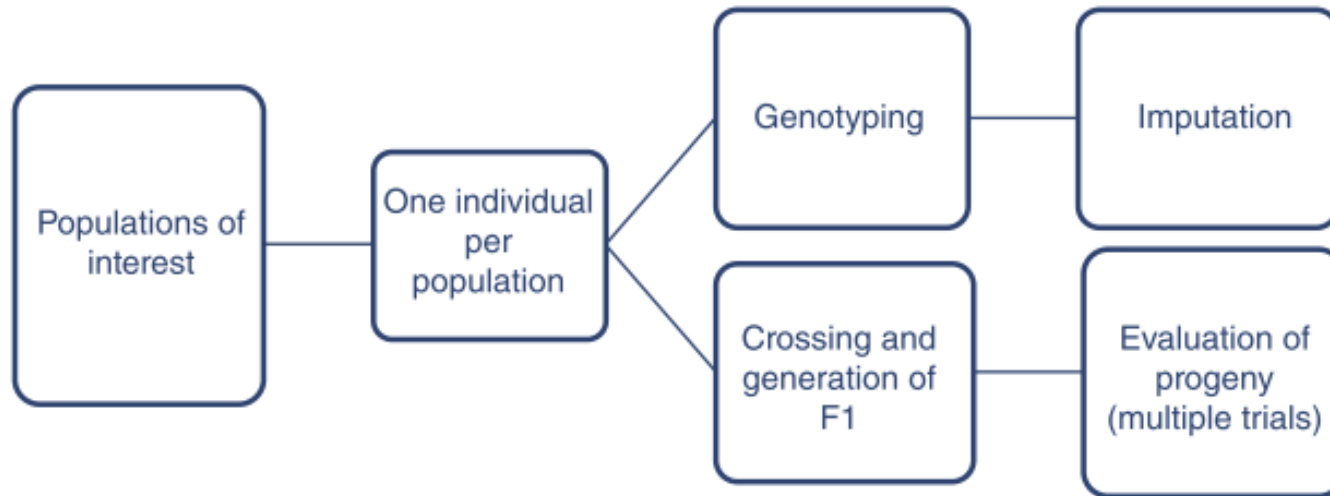 Populations of
interest
One individual
per
population
Genotyping
Imputation
Crossing and
generation of
F1
Evaluation of
progeny
(multiple trials)